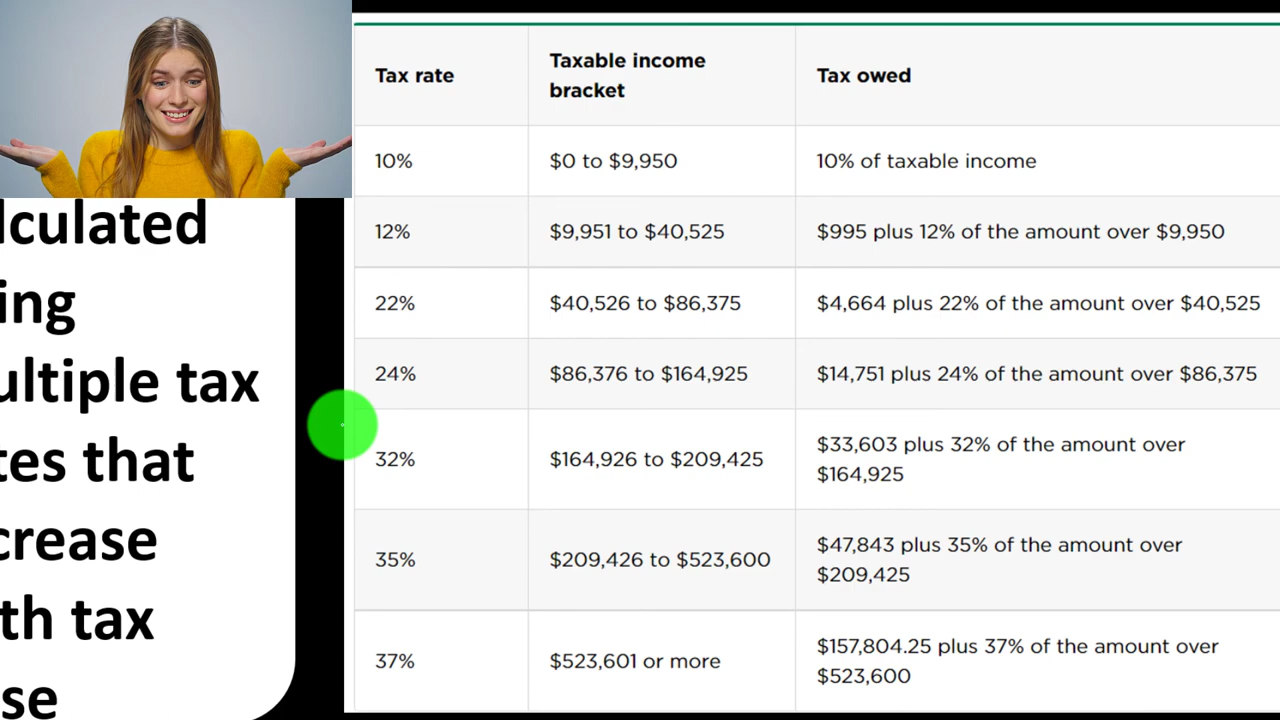 lculated
ing
ultiple tax
tes that
crease
th tax
se
Tax rate
Taxable income
bracket
Tax owed
10%
$0 to $9,950
10% of taxable income
12%
$9,951 to $40,525
$995 plus 12% of the amount over $9,950
22%
$40,526 to $86,375
$4,664 plus 22% of the amount over $40,525
24%
$86,376 to $164,925
$14,751 plus 24% of the amount over $86,375
32%
$164,926 to $209,425
$33,603 plus 32% of the amount over
$164,925
35%
$209,426 to $523,600
$47,843 plus 35% of the amount over
$209,425
37%
$523,601 or more
$157,804.25 plus 37% of the amount over
$523,600